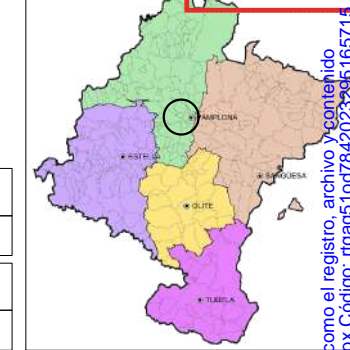 PAMPLONA
ESTELLA
SANGÜESA
OLITE
TUDELA
como el registro, archivo y contenido